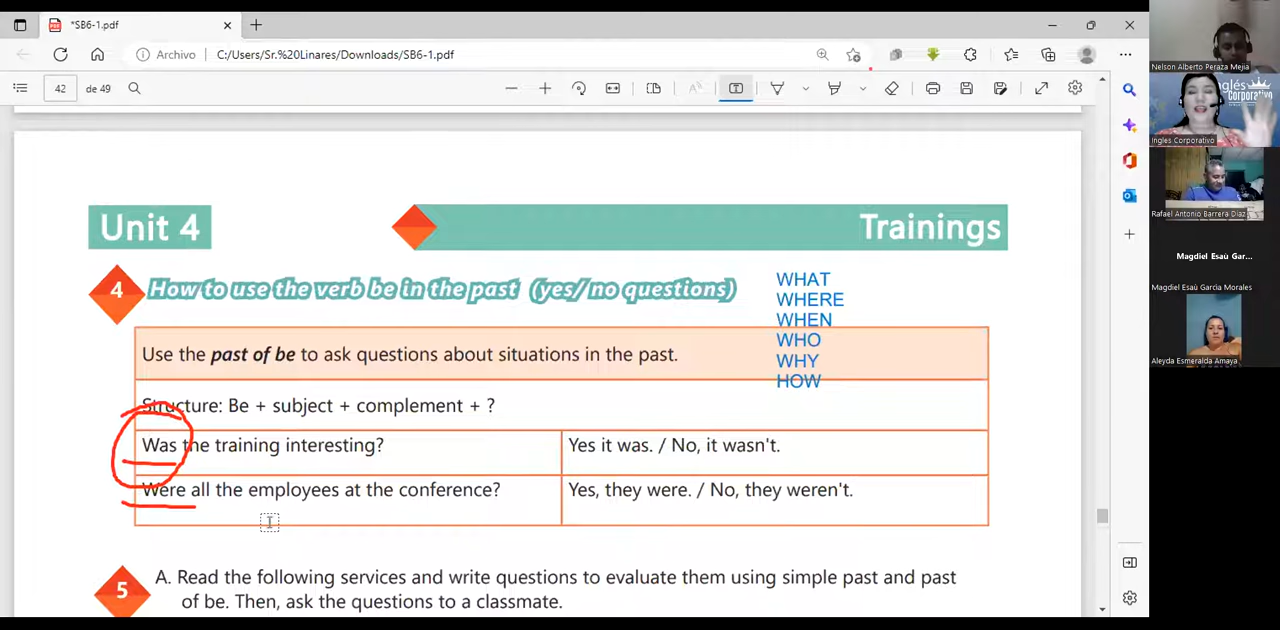 *SB6-1.pdf
Archivo
C:/Users/Sr.%20Linares/Downloads/SB6-1.pdf
42
de 49
Unit 4
Trainings
4
How to use the verb be in the past (yes/no questions)
WHAT
WHERE
WHEN
WHO
WHY
HOW
Use the past of be to ask questions about situations in the past.
Structure: Be + subject + complement + ?
Was the training interesting?
Yes it was. / No, it wasn't.
Were all the employees at the conference?
Yes, they were. / No, they weren't.
5
A. Read the following services and write questions to evaluate them using simple past and past
of be. Then, ask the questions to a classmate.
Nelson Alberto Peraza Mejia
Inglés
Corporativo
Ingles Corporativo
Rafael Antonio Barrera Diaz
Magdiel Esaú Gar...
Magdiel Esaú García Morales
Aleyda Esmeralda Amaya